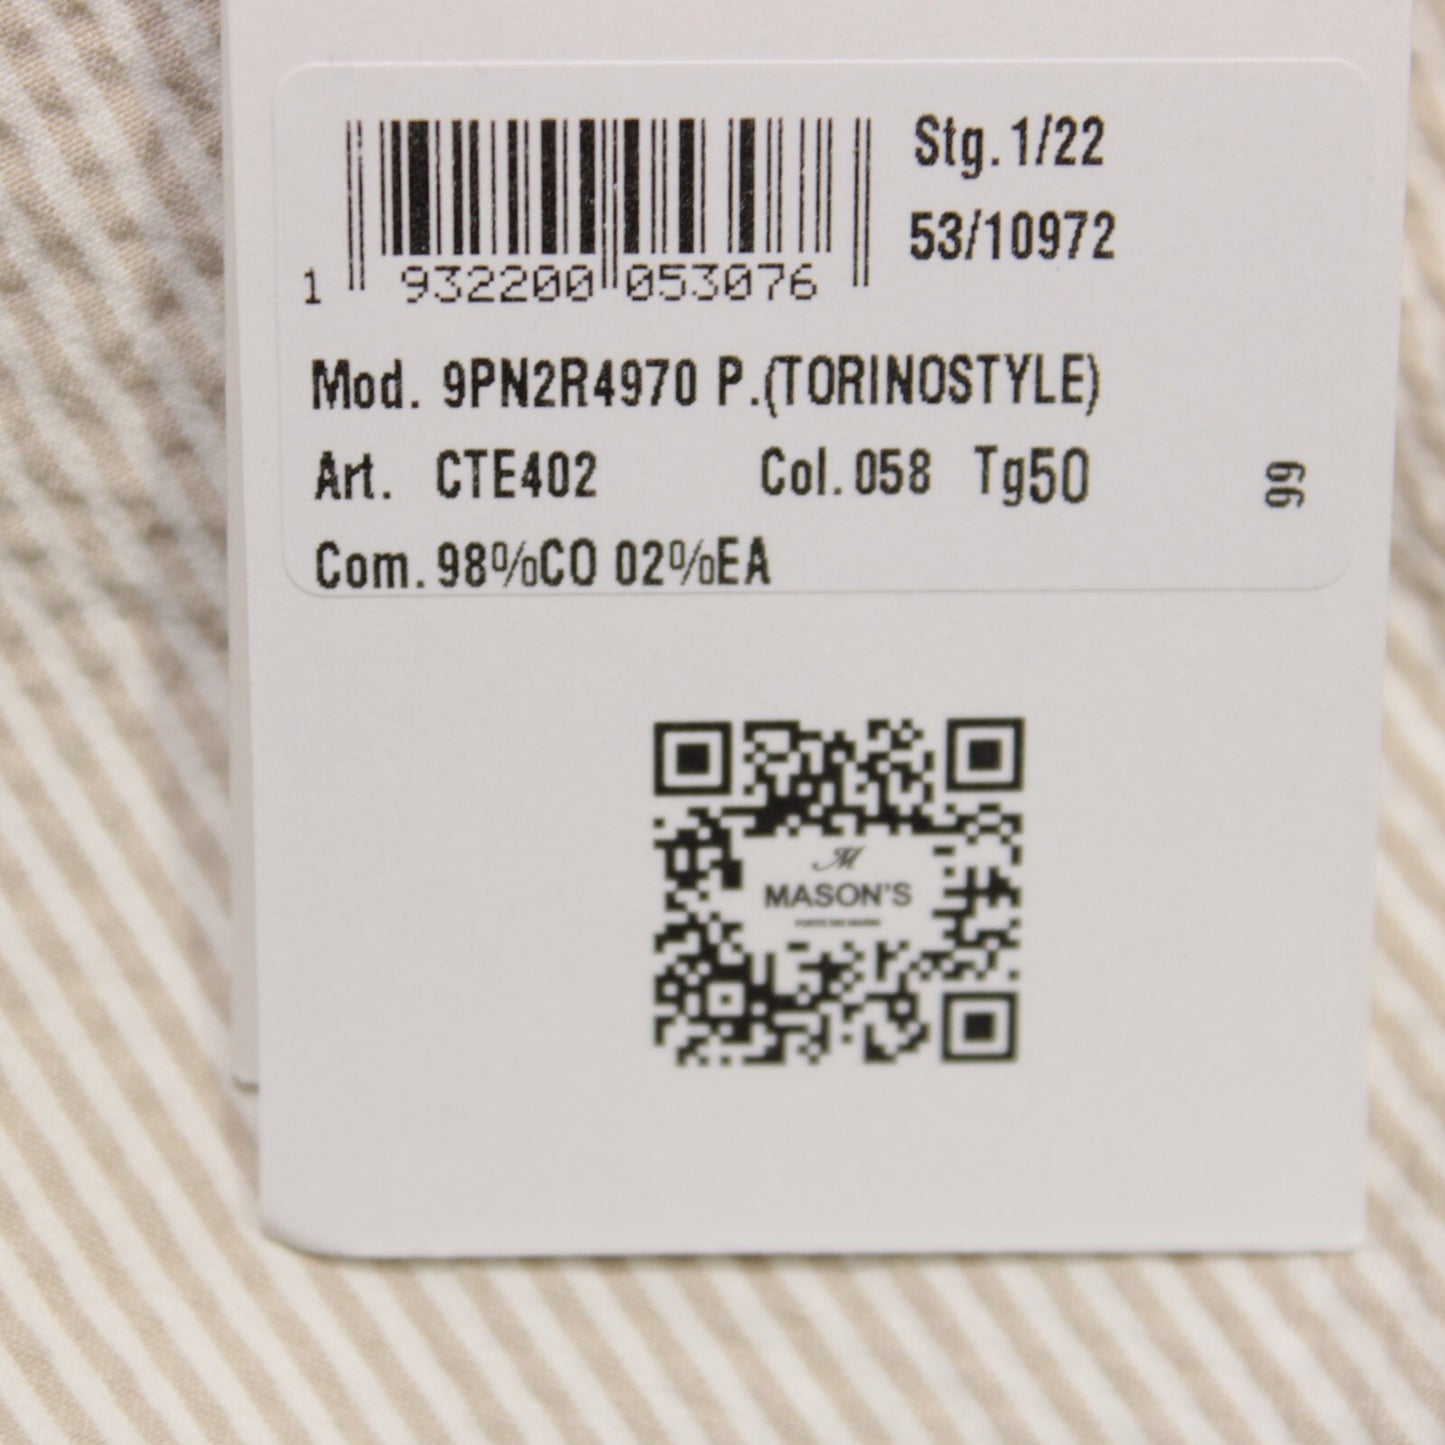 Stg. 1/22
53/10972
1 932200 053076
Mod. 9PN2R4970 P.(TORINOSTYLE)
Art. CTE402 Col. 058 Tg50
99
Com. 98%CO 02%EA
M
MASON'S